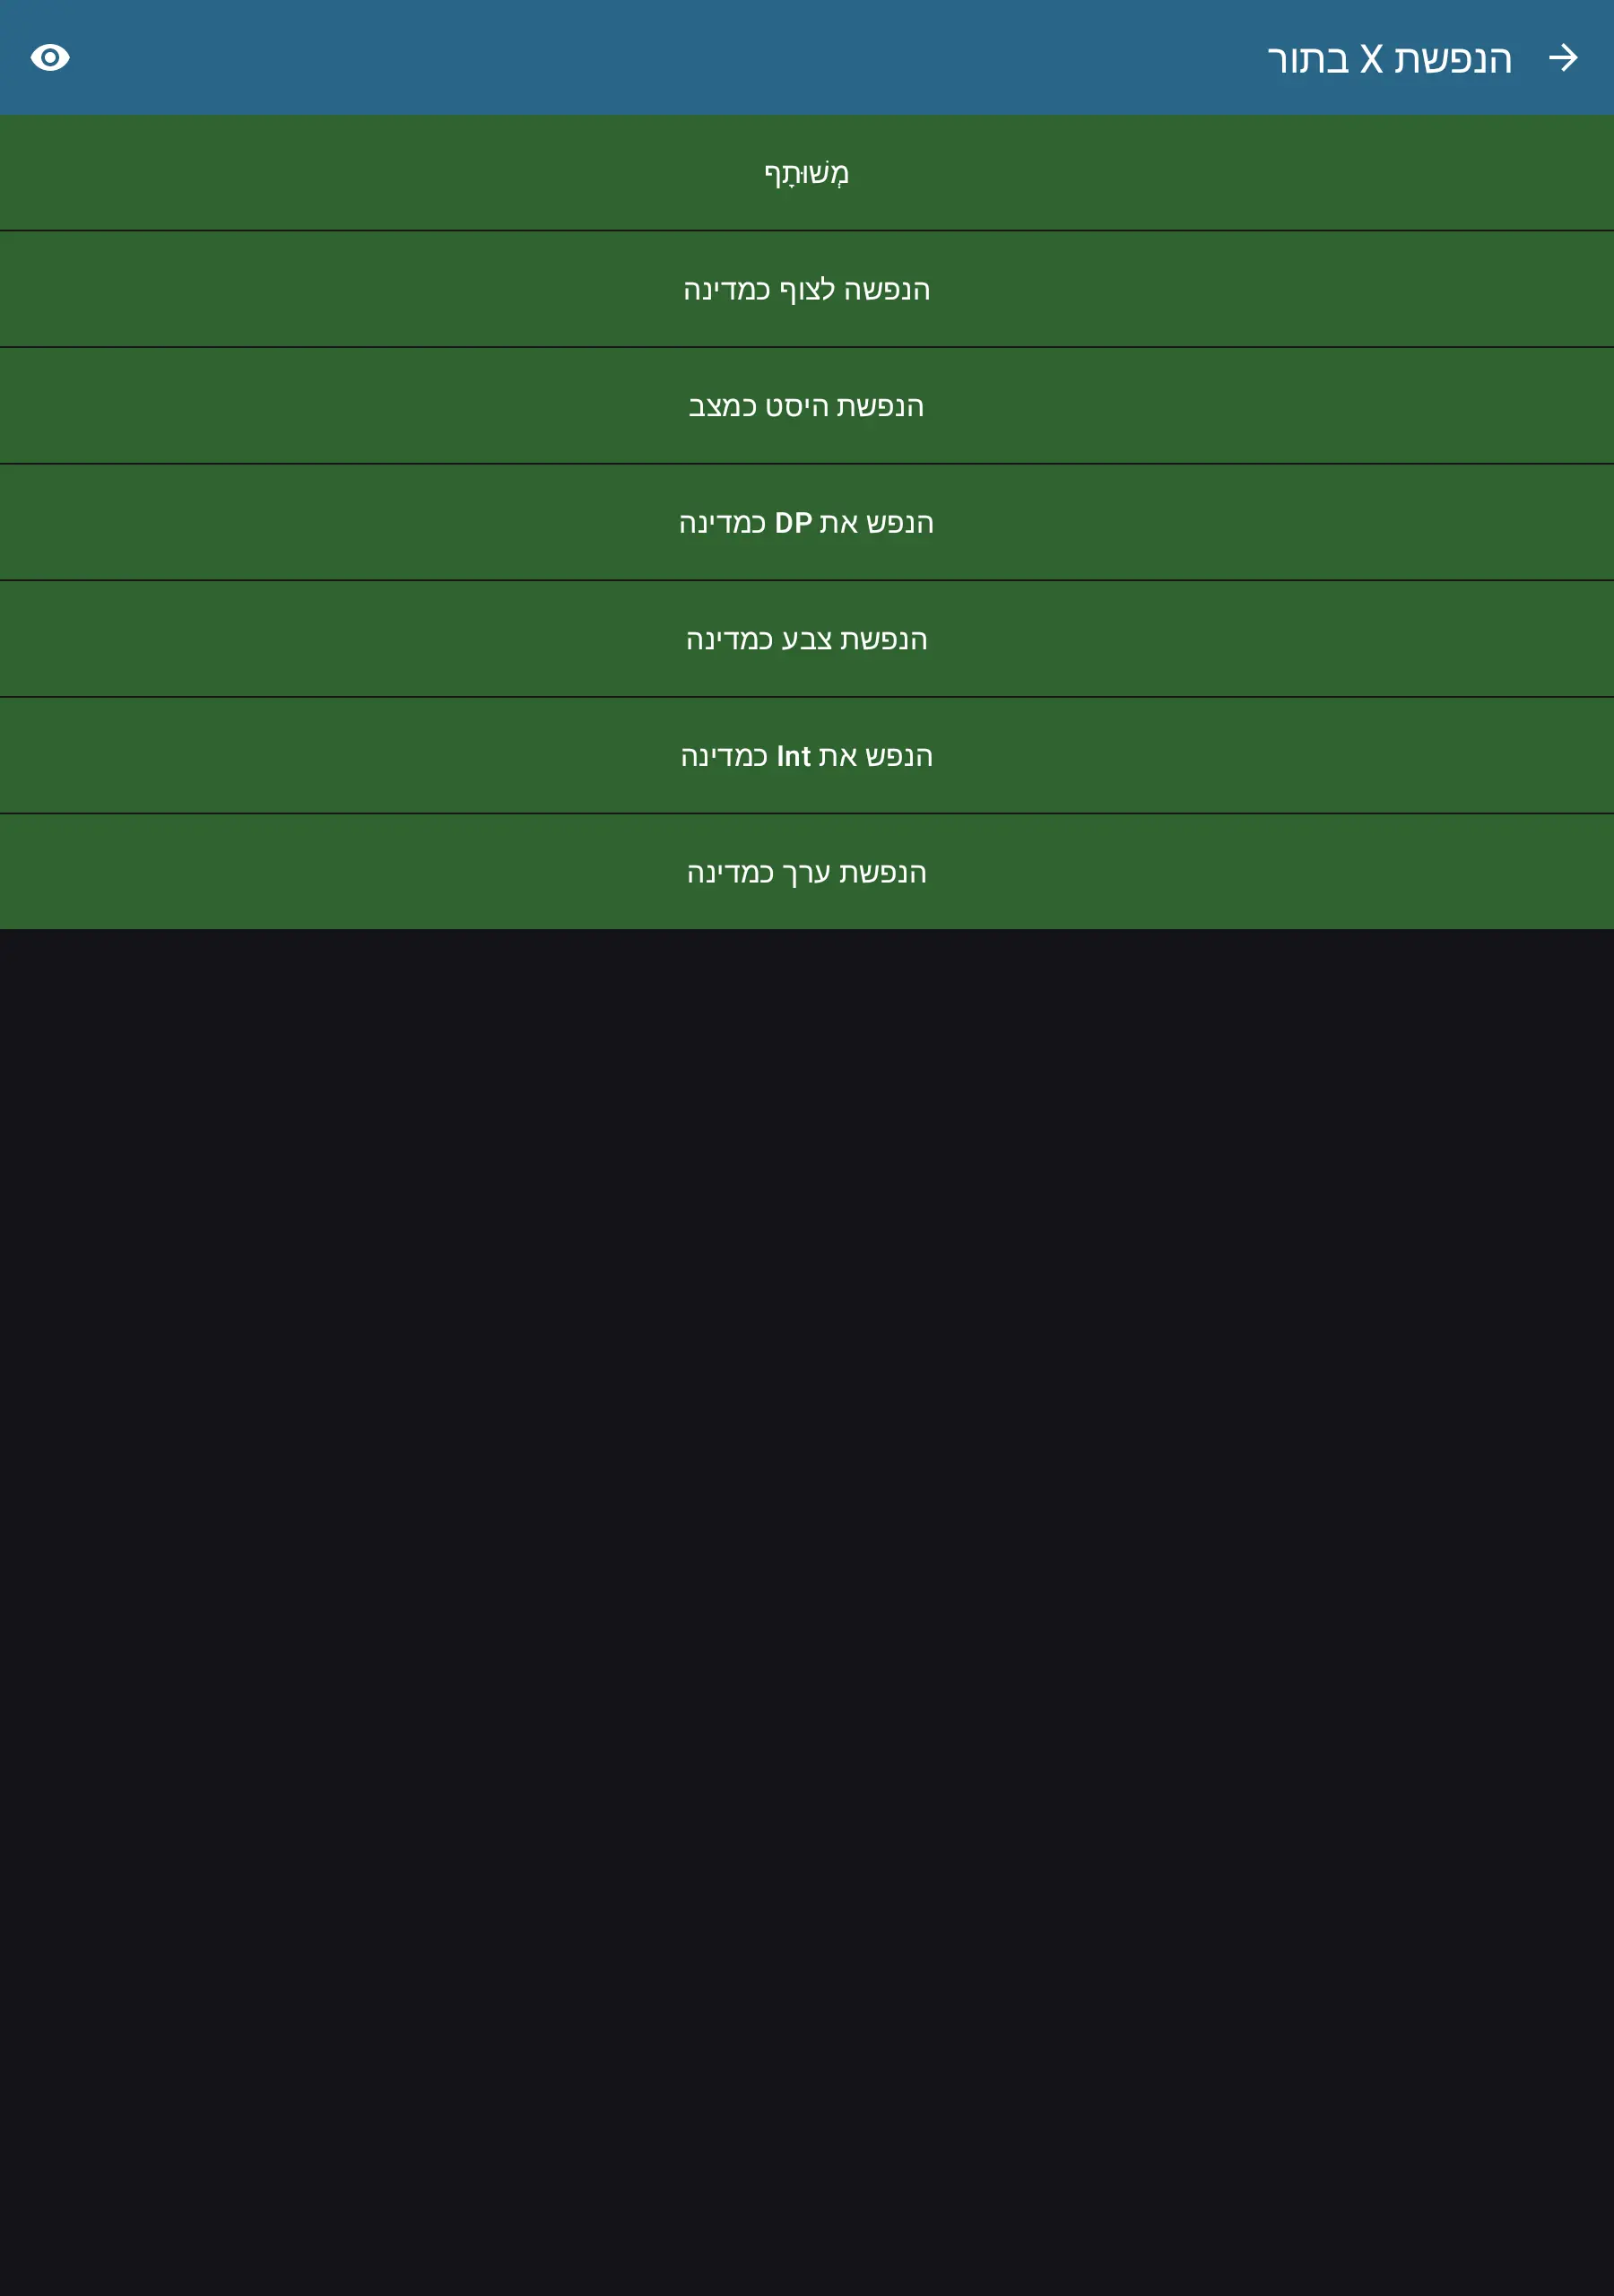 הנפשת X בתור
מְשׁוּתָף
הנפשה לצוף כמדינה
הנפשת היסט כמצב
הנפש את DP כמדינה
הנפשת צבע כמדינה
הנפש את Int כמדינה
הנפשת ערך כמדינה